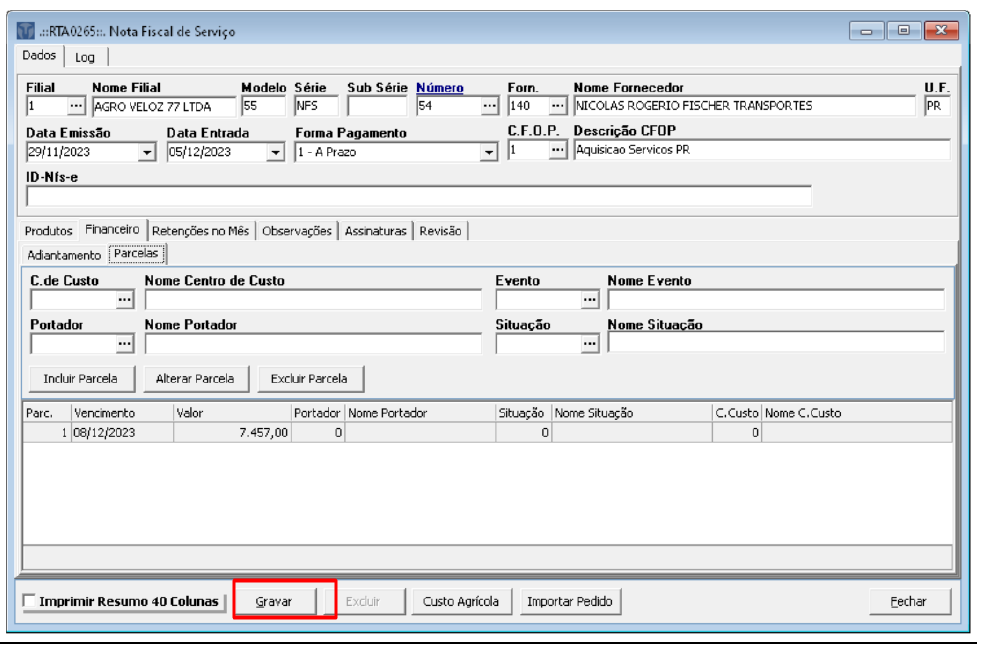 .::RTA0265::. Nota Fiscal de Serviço
Dados Log
Filial Nome Filial Modelo Série Sub Série Número Forn. Nome Fornecedor U.F.
1 ... AGRO VELOZ 77 LTDA 55 NFS 54 ... 140 ... NICOLAS ROGERIO FISCHER TRANSPORTES PR
Data Emissão Data Entrada Forma Pagamento C.F.O.P. Descrição CFOP
29/11/2023 05/12/2023 1 - A Prazo 1 ... Aquisicao Servicos PR
ID-Nfs-e
Produtos Financeiro Retenções no Mês Observações Assinaturas Revisão
Adiantamento Parcelas
C.de Custo Nome Centro de Custo Evento Nome Evento
... ...
Portador Nome Portador Situação Nome Situação
... ...
Incluir Parcela Alterar Parcela Excluir Parcela
Parc. Vencimento Valor Portador Nome Portador Situação Nome Situação C.Custo Nome C.Custo
1 08/12/2023 7.457,00 0 0 0
Imprimir Resumo 40 Colunas Gravar Excluir Custo Agrícola Importar Pedido Fechar